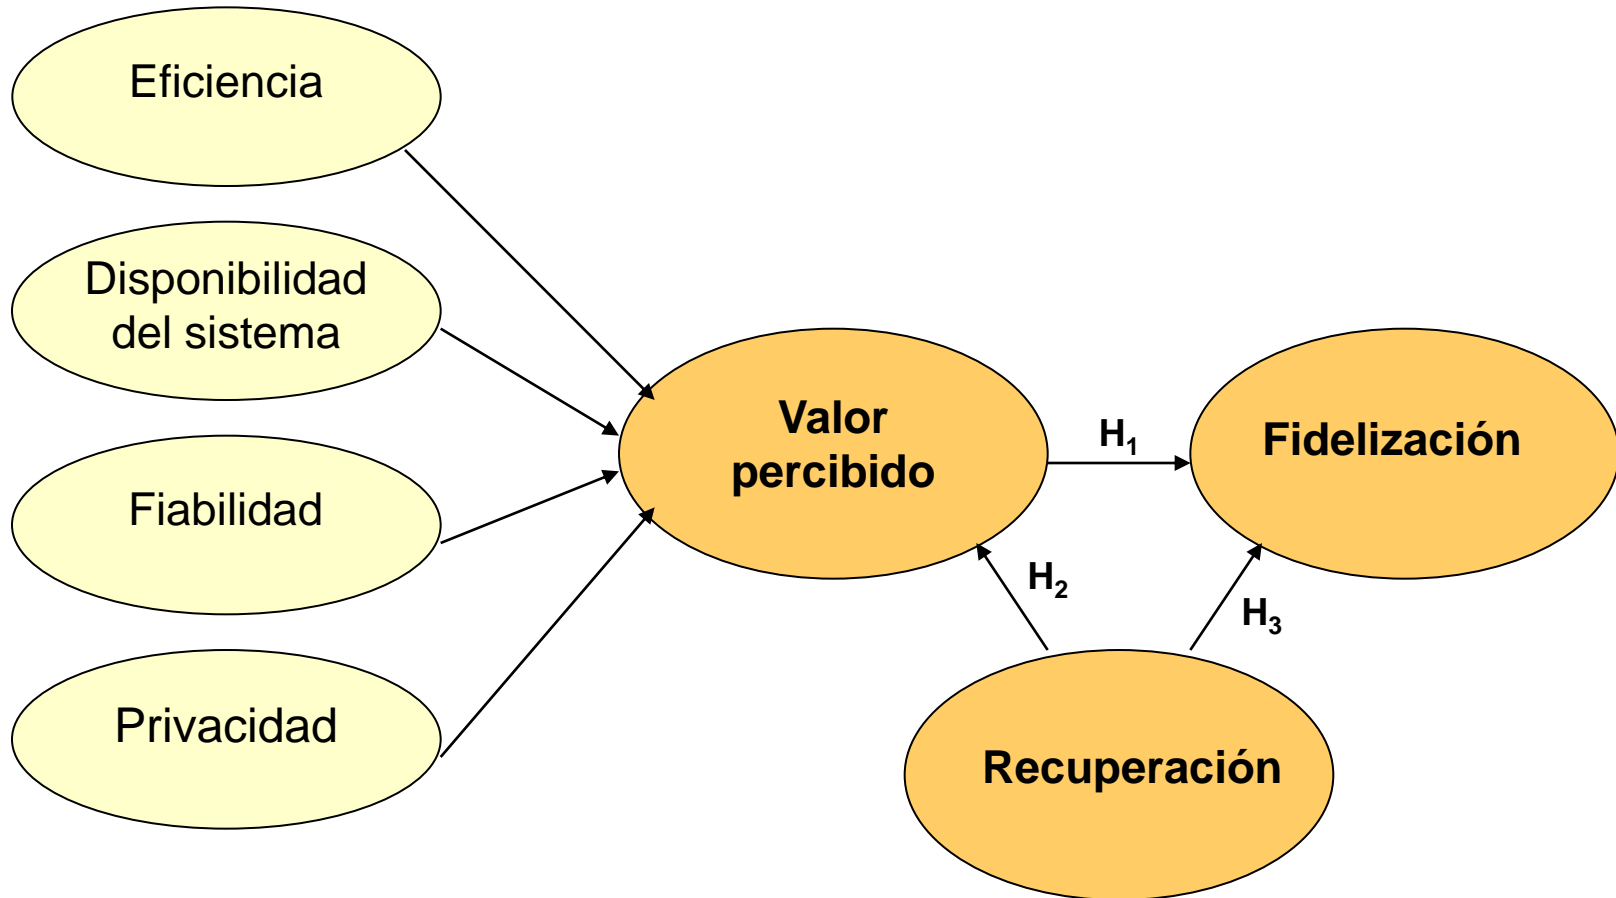 Eficiencia
Disponibilidad
del sistema
Fiabilidad
Privacidad
Valor
percibido
H₁
Fidelización
H₂
H₃
Recuperación